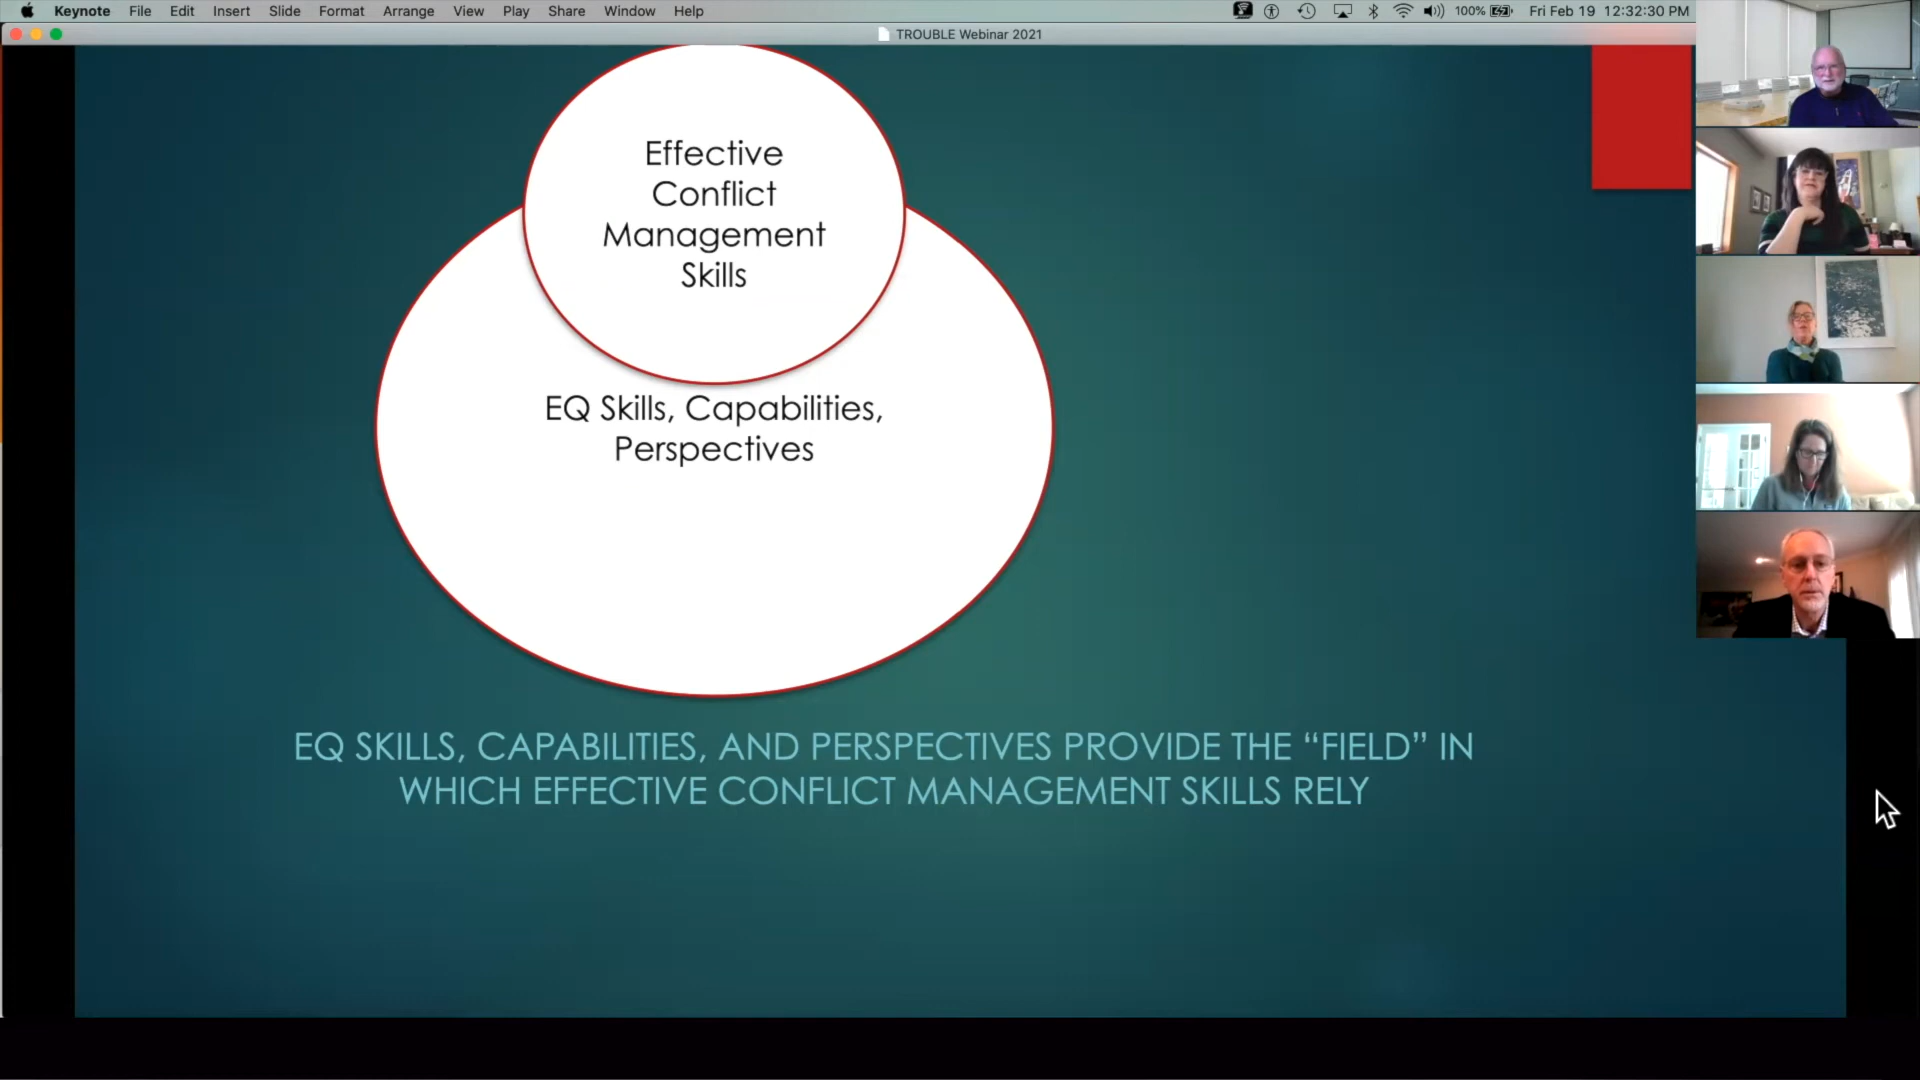 Keynote File Edit Insert Slide Format Arrange View Play Share Window Help 100% Fri Feb 19 12:32:30 PM
TROUBLE Webinar 2021
Effective
Conflict
Management
Skills
EQ Skills, Capabilities,
Perspectives
EQ SKILLS, CAPABILITIES, AND PERSPECTIVES PROVIDE THE “FIELD” IN
WHICH EFFECTIVE CONFLICT MANAGEMENT SKILLS RELY